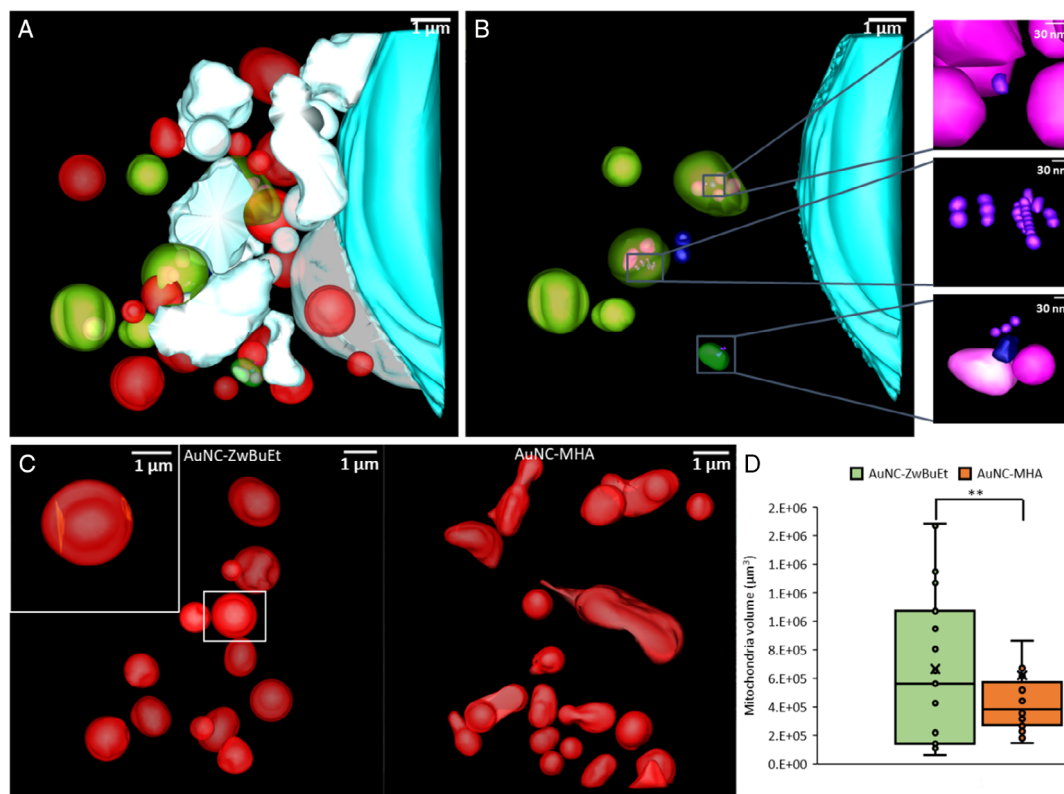 A
1 µm
B
1 µm
30 nm
30 nm
30 nm
C
1 µm
AuNC-ZwBuEt
1 µm
AuNC-MHA
1 µm
D
AuNC-ZwBuEt
AuNC-MHA
**
Mitochondria volume (µm³)
2.E+06
1.E+06
1.E+06
1.E+06
8.E+05
6.E+05
4.E+05
2.E+05
0.E+00